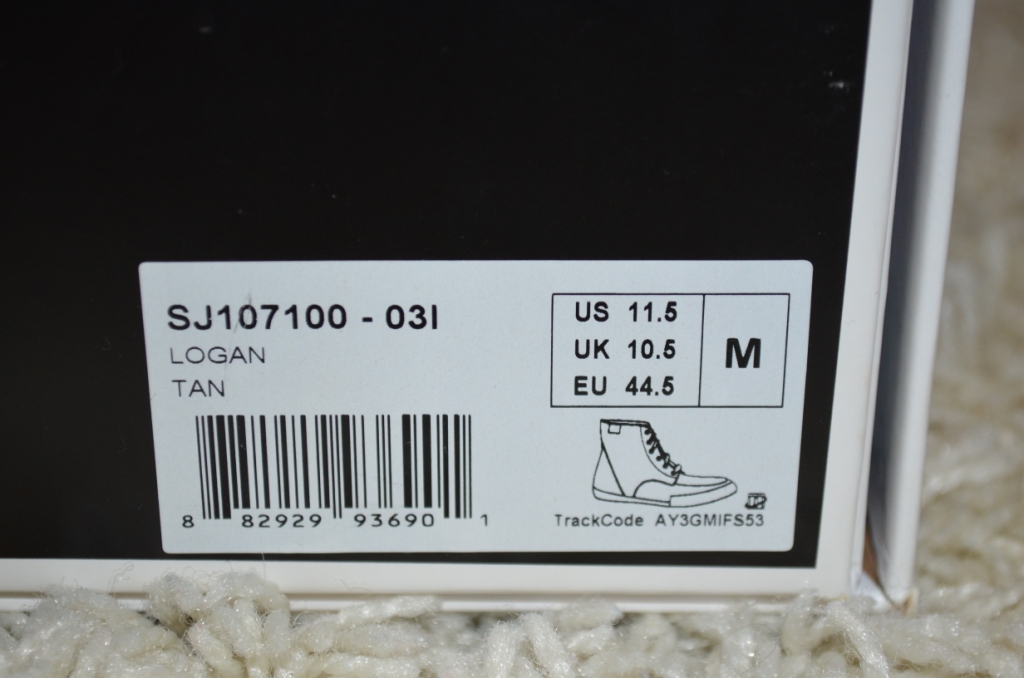 SJ107100 - 03I
LOGAN
TAN
US 11.5
UK 10.5
EU 44.5
M
8 82929 93690 1
TrackCode AY3GMIFS53